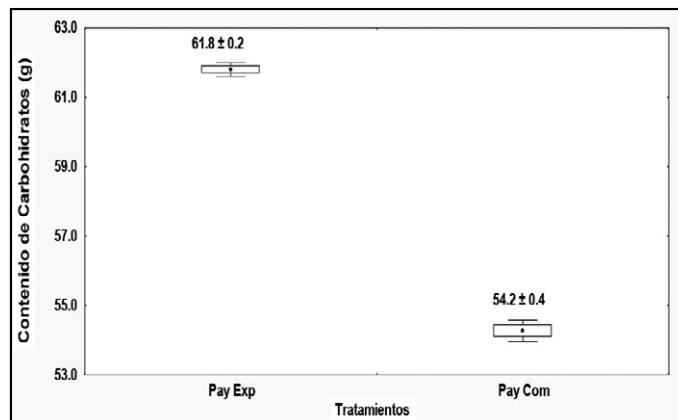 Contenido de Carbohidratos (g)
63.0
61.0
59.0
57.0
55.0
53.0
61.8 ± 0.2
54.2 ± 0.4
Pay Exp
Pay Com
Tratamientos